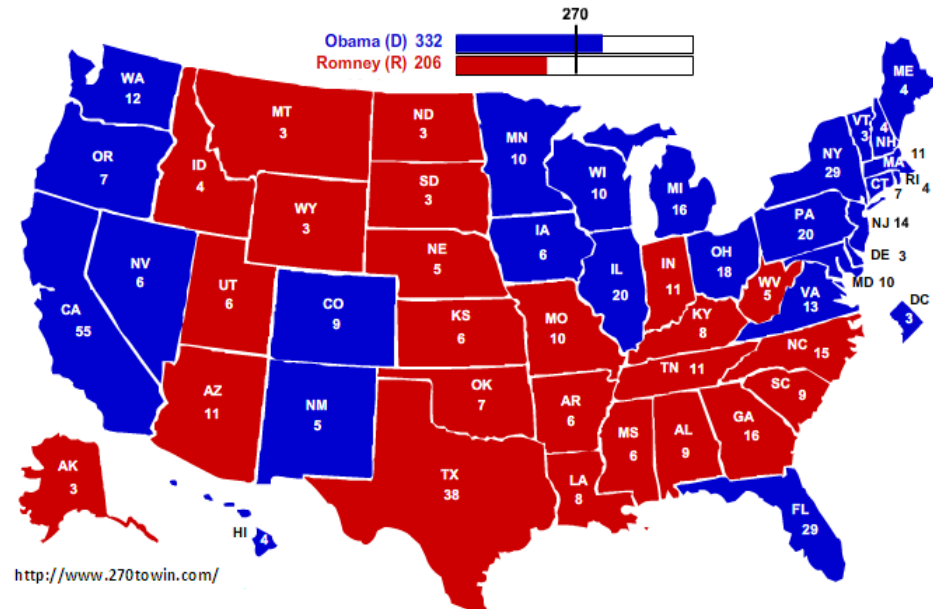 270
Obama (D) 332
Romney (R) 206
WA
12
OR
7
CA
55
NV
6
ID
4
MT
3
WY
3
UT
6
AZ
11
CO
9
NM
5
ND
3
SD
3
NE
5
KS
6
OK
7
TX
38
MN
10
IA
6
MO
10
AR
6
LA
8
WI
10
IL
20
MI
16
IN
11
OH
18
KY
8
TN 11
MS
6
AL
9
GA
16
FL
29
SC
9
NC 15
VA
13
WV
5
PA
20
NY
29
VT
3
4
NH
ME
4
11
MA
RI 4
CT
7
NJ 14
DE 3
MD 10
DC
3
AK
3
HI 4
http://www.270towin.com/